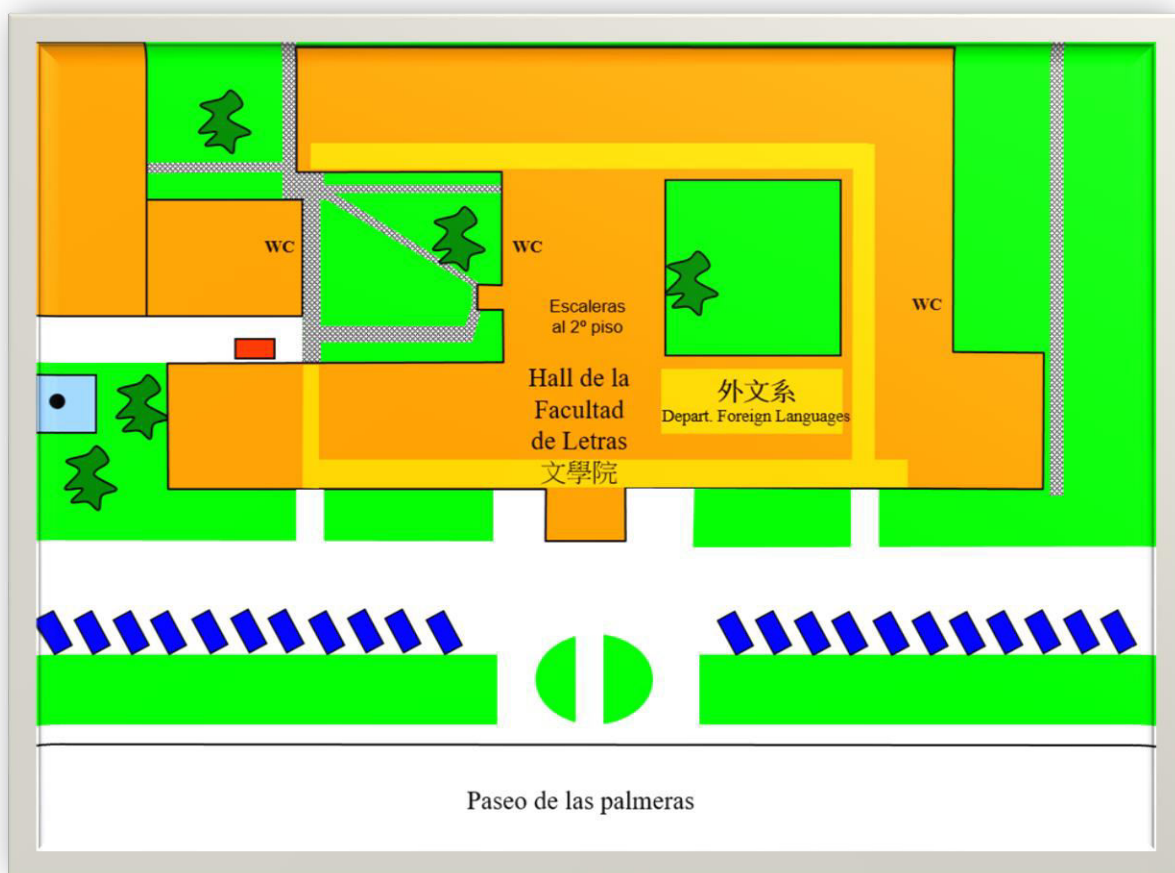 WC
WC
WC
Escaleras
al 2º piso
Hall de la
Facultad
de Letras
文學院
外文系
Depart. Foreign Languages
Paseo de las palmeras